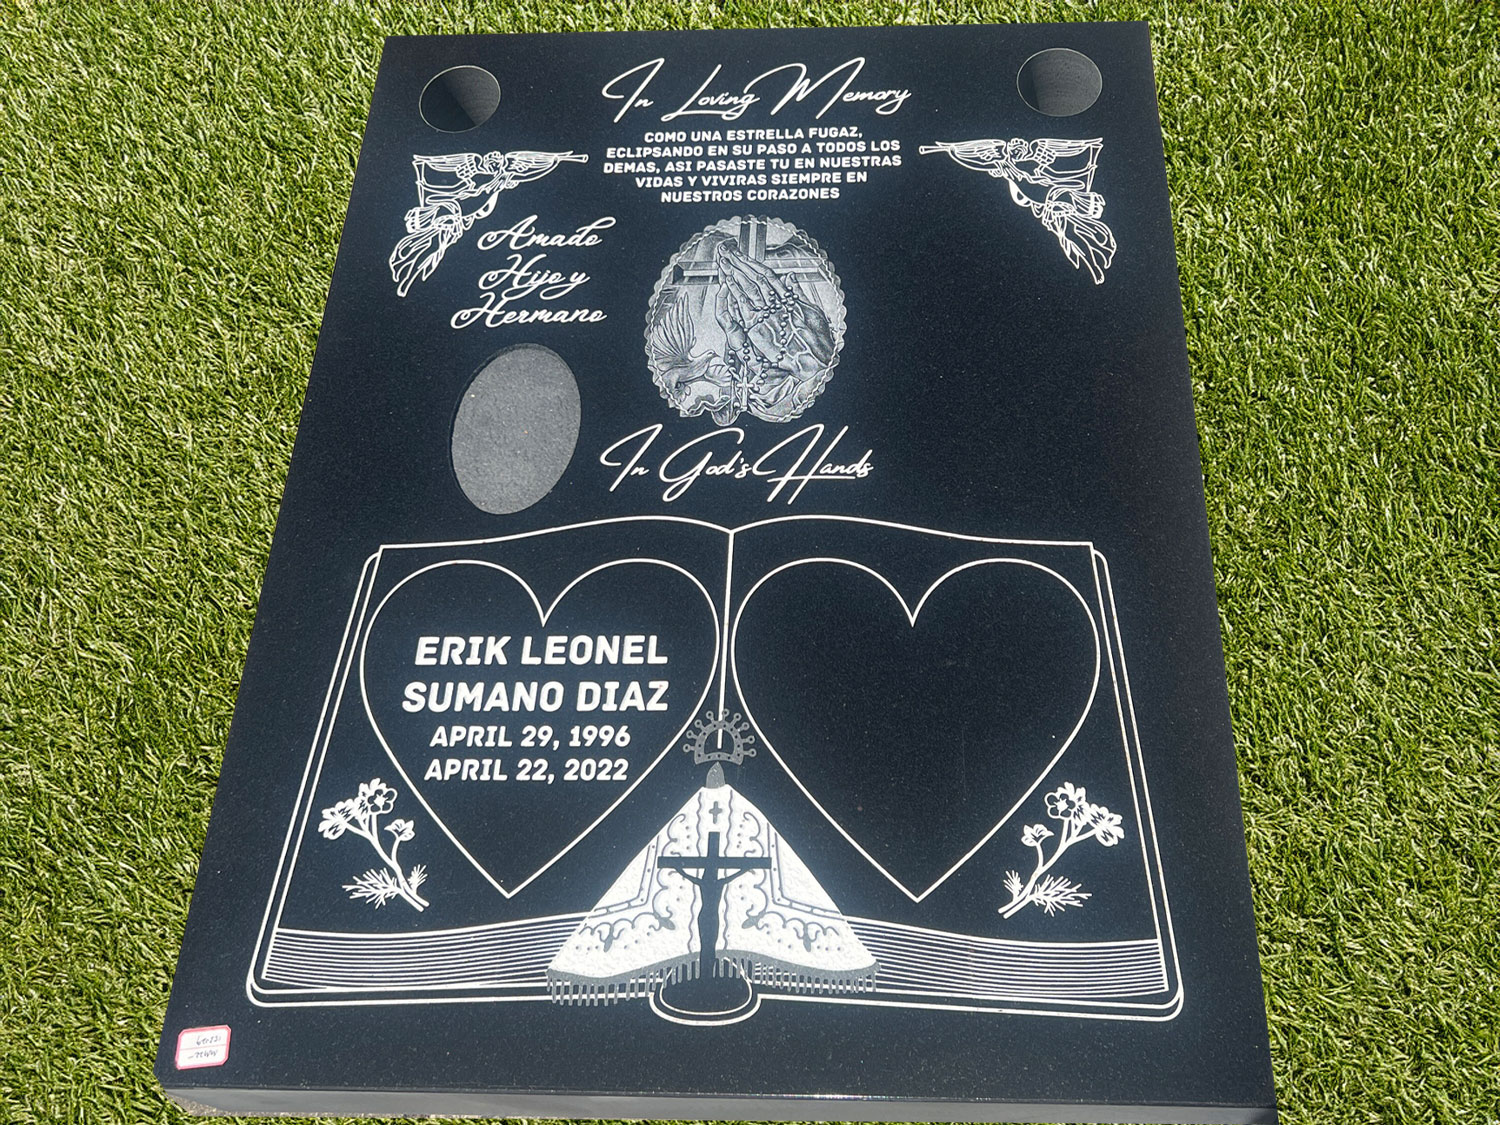 In Loving Memory
COMO UNA ESTRELLA FUGAZ,
ECLIPSANDO EN SU PASO A TODOS LOS
DEMAS, ASI PASASTE TU EN NUESTRAS
VIDAS Y VIVIRAS SIEMPRE EN
NUESTROS CORAZONES
Amado
Hijo y
Hermano
In God's Hands
ERIK LEONEL
SUMANO DIAZ
APRIL 29, 1996
APRIL 22, 2022